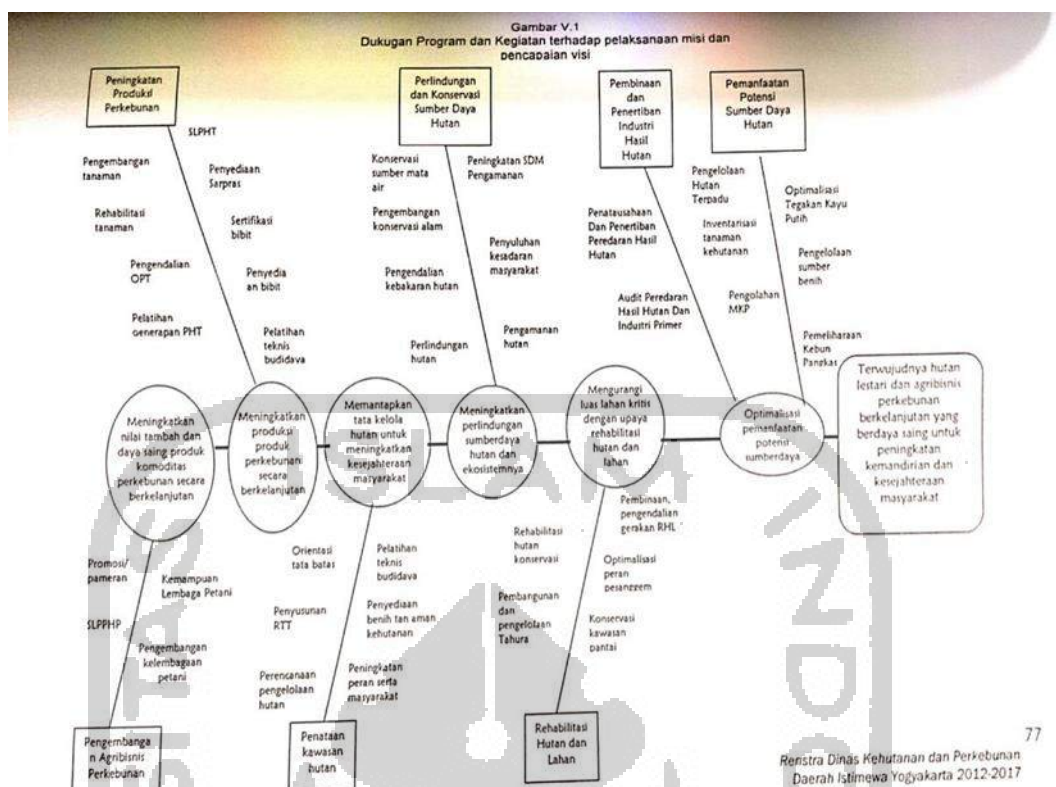 Gambar V.1
Dukugan Program dan Kegiatan terhadap pelaksanaan misi dan
pencapaian visi
Peningkatan
Produksi
Perkebunan
Perlindungan
dan Konservasi
Sumber Daya
Hutan
Pembinaan
dan
Penertiban
Industri
Hasil
Hutan
Pemanfaatan
Potensi
Sumber Daya
Hutan
SLPHT
Pengembangan
tanaman
Penyediaan
Sarpras
Rehabilitasi
tanaman
Sertifikasi
bibit
Pengendalian
OPT
Penyedia
an bibit
Pelatihan
penerapan PHT
Pelatihan
teknis
budidaya
Konservasi
sumber mata
air
Peningkatan SDM
Pengamanan
Pengembangan
konservasi alam
Penyuluhan
kesadaran
masyarakat
Pengendalian
kebakaran hutan
Pengamanan
hutan
Perlindungan
hutan
Penatausahaan
Dan Penertiban
Peredaran Hasil
Hutan
Audit Peredaran
Hasil Hutan Dan
Industri Primer
Pengelolaan
Hutan
Terpadu
Optimalisasi
Tegakan Kayu
Putih
Inventarisasi
tanaman
kehutanan
Pengelolaan
sumber
benih
Pengolahan
MKP
Pemeliharaan
Kebun
Pangkas
Meningkatkan
nilai tambah dan
daya saing produk
komoditas
perkebunan secara
berkelanjutan
Meningkatkan
produksi
produk
perkebunan
secara
berkelanjutan
Memantapkan
tata kelola
hutan untuk
meningkatkan
kesejahteraan
masyarakat
Meningkatkan
perlindungan
sumberdaya
hutan dan
ekosistemnya
Mengurangi
luas lahan kritis
dengan upaya
rehabilitasi
hutan dan
lahan
Optimalisasi
pemanfaatan
potensi
sumberdaya
Terwujudnya hutan
lestari dan agribisnis
perkebunan
berkelanjutan yang
berdaya saing untuk
peningkatan
kemandirian dan
kesejahteraan
masyarakat
Promosi/
pameran
Kemampuan
Lembaga Petani
SLPPHP
Pengembangan
kelembagaan
petani
Orientasi
tata batas
Pelatihan
teknis
budidaya
Penyusunan
RTT
Penyediaan
benih tan aman
kehutanan
Perencanaan
pengelolaan
hutan
Peningkatan
peran serta
masyarakat
Rehabilitasi
hutan
konservasi
Pembinaan,
pengendalian
gerakan RHL
Optimalisasi
peran
pesanggem
Pembangunan
dan
pengelolaan
Tahura
Konservasi
kawasan
pantai
Pengembanga
n Agribisnis
Perkebunan
Penataan
kawasan
hutan
Rehabilitasi
Hutan dan
Lahan
77
Renstra Dinas Kehutanan dan Perkebunan
Daerah Istimewa Yogyakarta 2012-2017
ISLAM